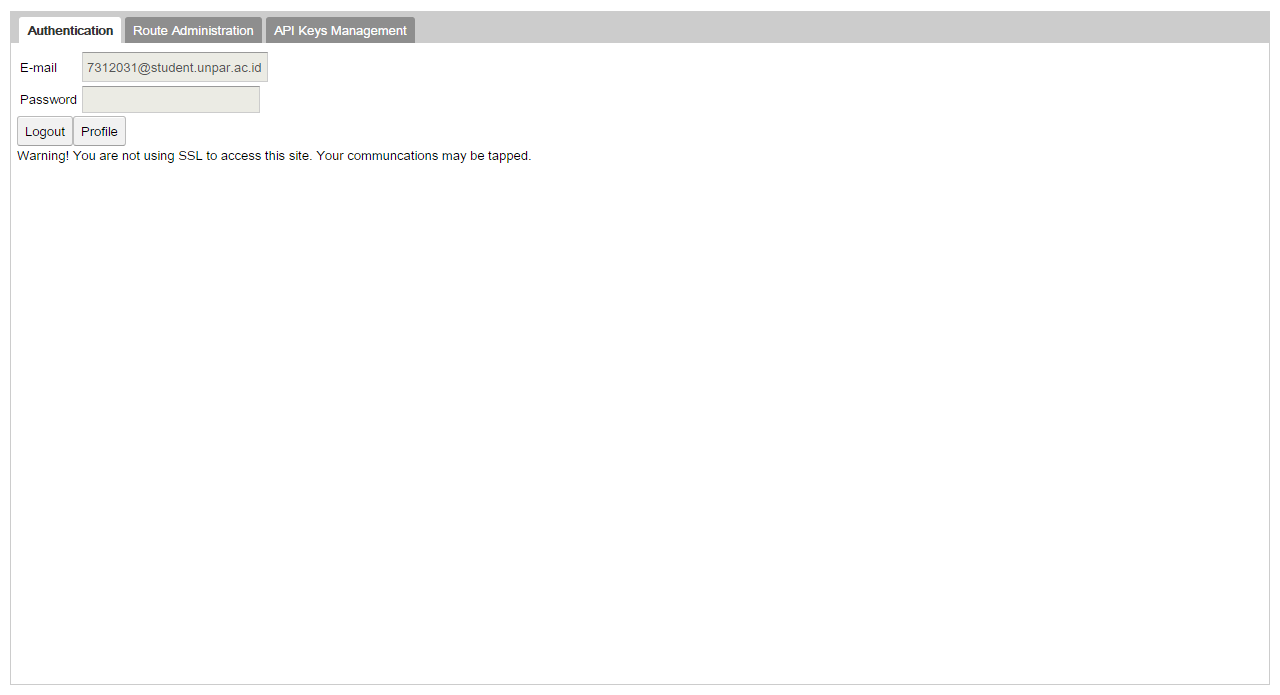 Authentication Route Administration API Keys Management
E-mail 7312031@student.unpar.ac.id
Password
Logout Profile
Warning! You are not using SSL to access this site. Your communcations may be tapped.